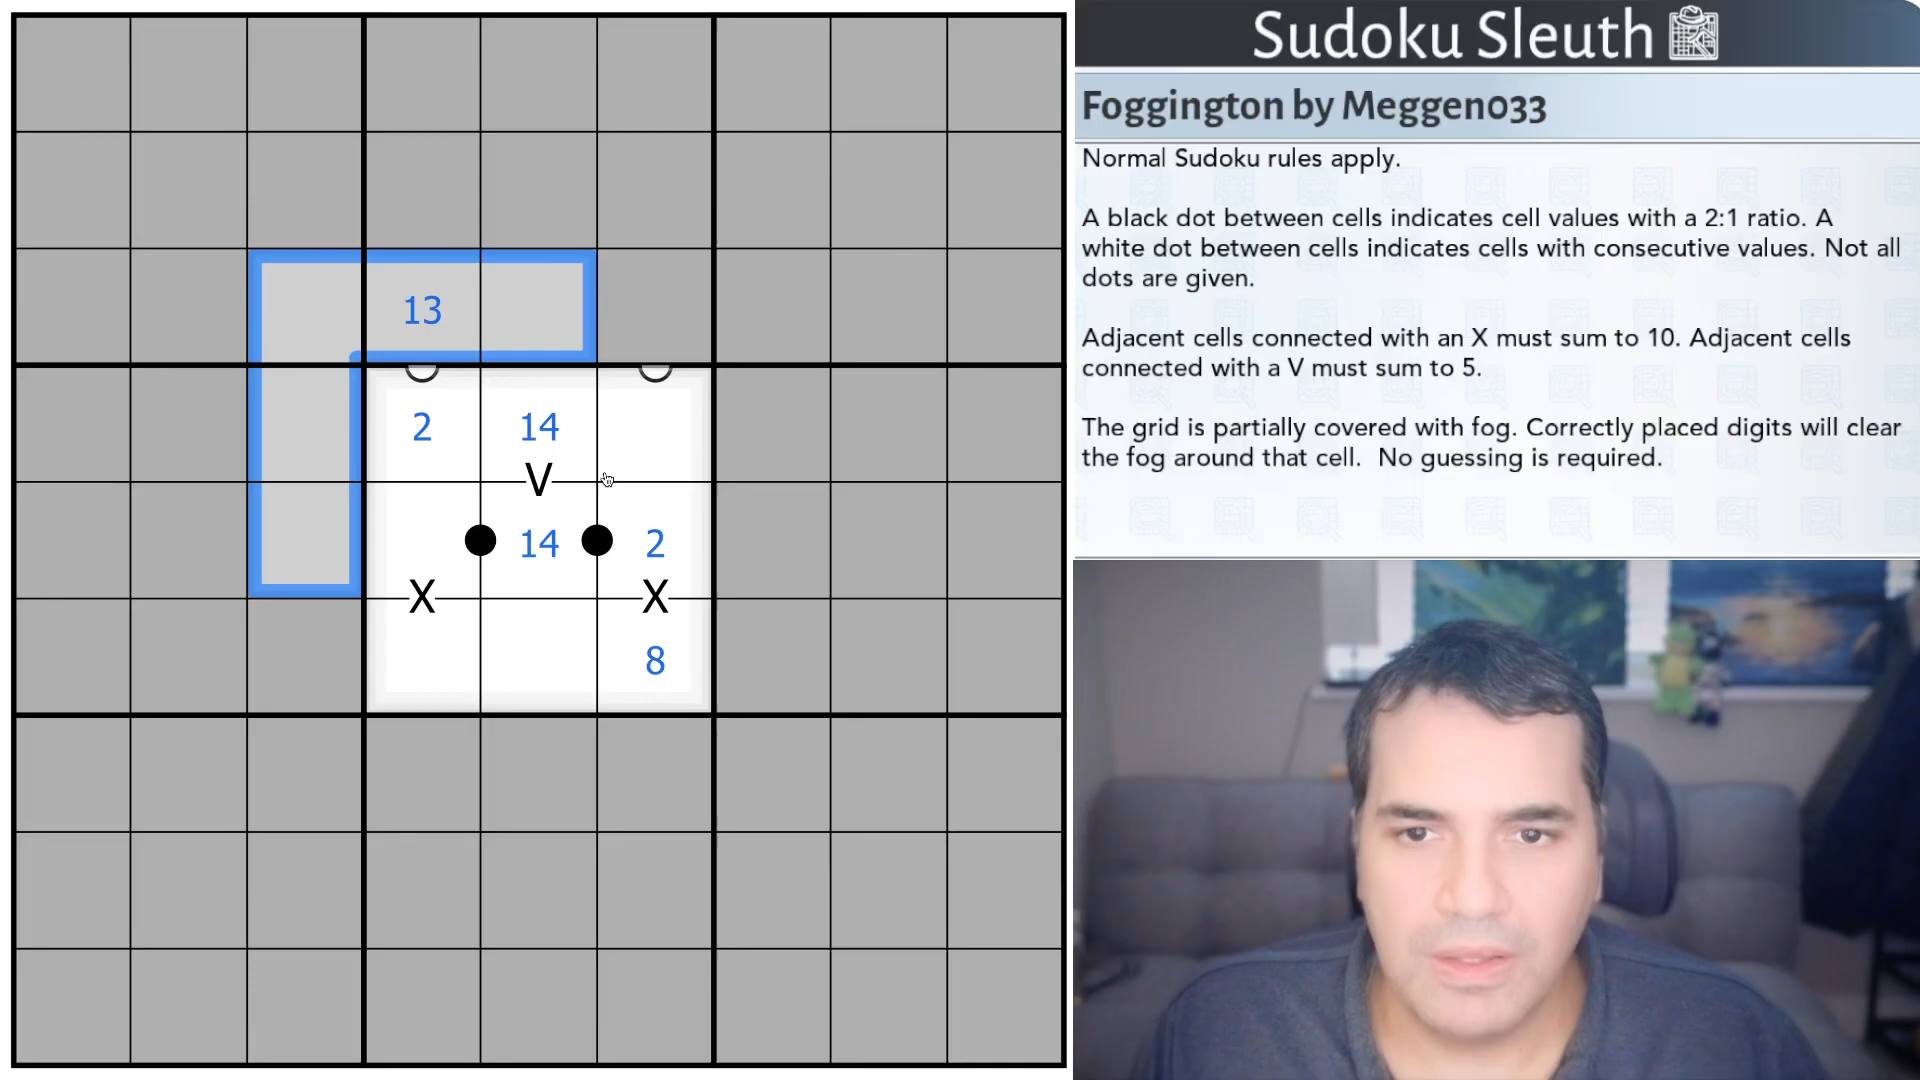 Sudoku Sleuth
Foggington by Meggen033
Normal Sudoku rules apply.
A black dot between cells indicates cell values with a 2:1 ratio. A
white dot between cells indicates cells with consecutive values. Not all
dots are given.
Adjacent cells connected with an X must sum to 10. Adjacent cells
connected with a V must sum to 5.
The grid is partially covered with fog. Correctly placed digits will clear
the fog around that cell.  No guessing is required.
13
2 14
V
14 2
X X
8